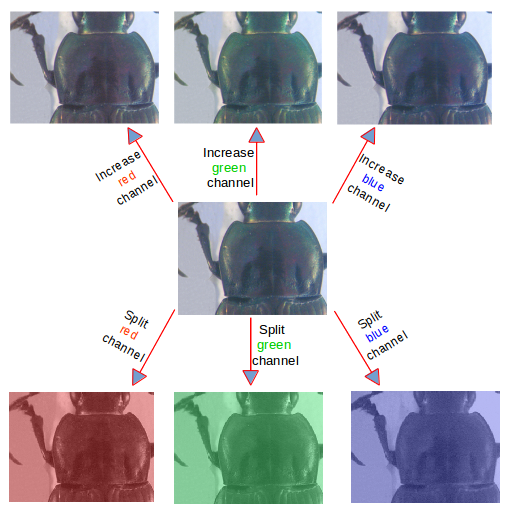 Increase
red
channel
Increase
green
channel
Increase
blue
channel
Split
red
channel
Split
green
channel
Split
blue
channel